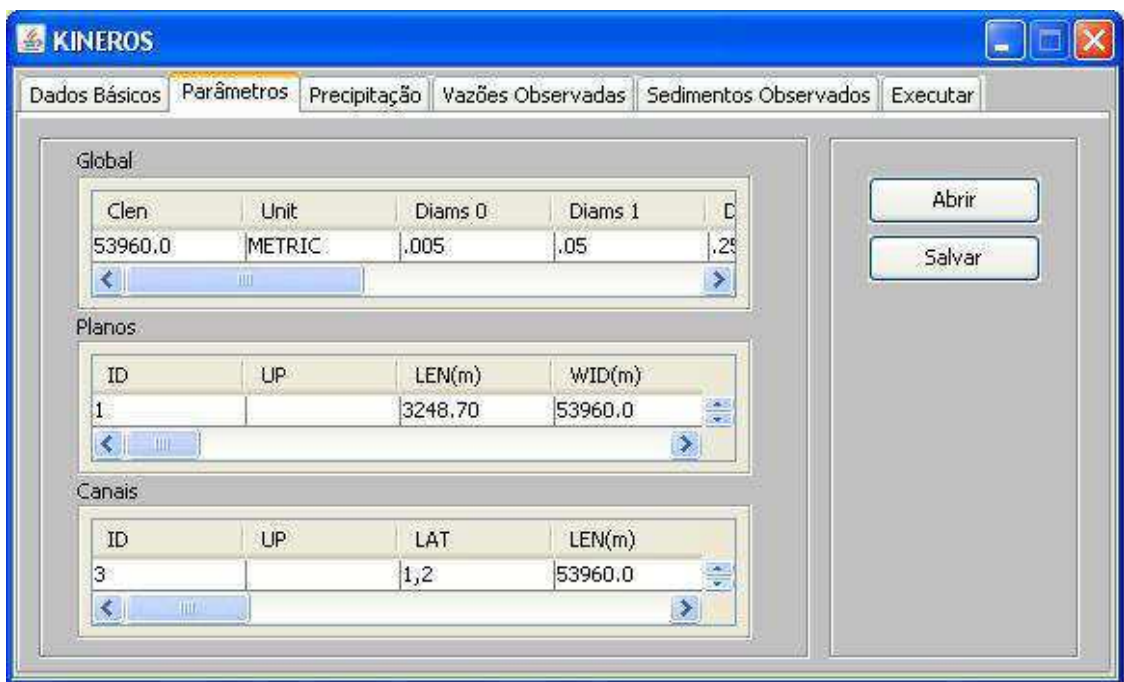 KINEROS
Dados Básicos Parâmetros Precipitação Vazões Observadas Sedimentos Observados Executar
Global
Clen Unit Diams 0 Diams 1
53960.0 METRIC .005 .05
Planos
ID UP LEN(m) WID(m)
1 3248.70 53960.0
Canais
ID UP LAT LEN(m)
3 1,2 53960.0
Abrir
Salvar